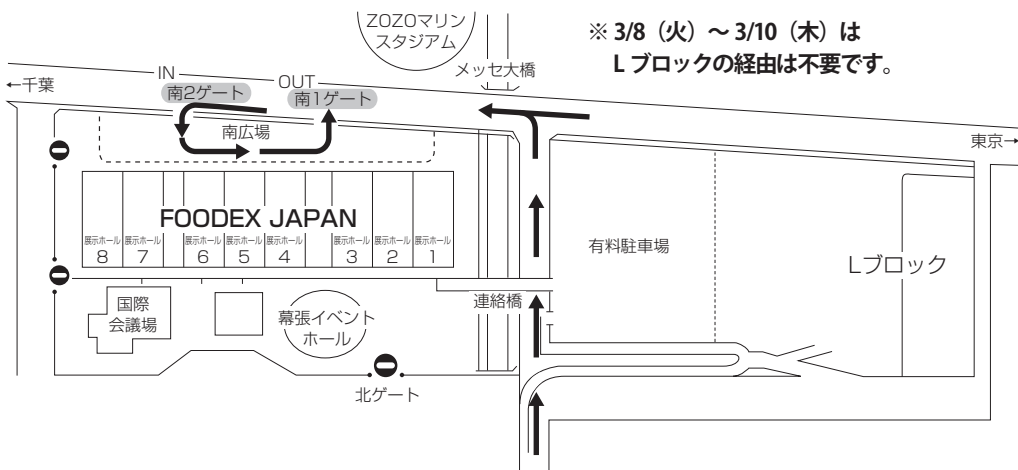 ZOZOマリン
スタジアム
※ 3/8（火）～ 3/10（木）は
L ブロックの経由は不要です。
メッセ大橋
←千葉
IN
OUT
南2ゲート
南1ゲート
南広場
東京→
FOODEX JAPAN
展示ホール 8
展示ホール 7
展示ホール 6
展示ホール 5
展示ホール 4
展示ホール 3
展示ホール 2
展示ホール 1
有料駐車場
Lブロック
連絡橋
国際
会議場
幕張イベント
ホール
北ゲート